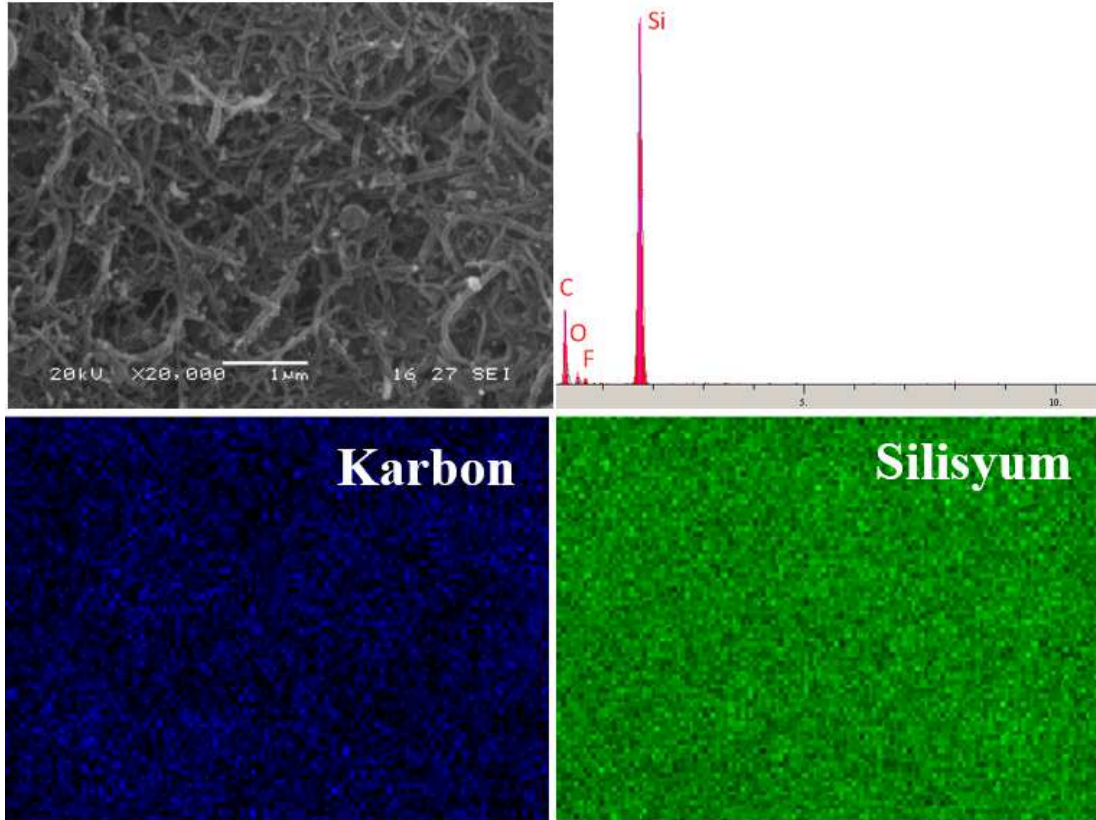 Si
C
O
F
20kV X20,000 1μm 16 27 SEI
5. 10.
Karbon
Silisyum